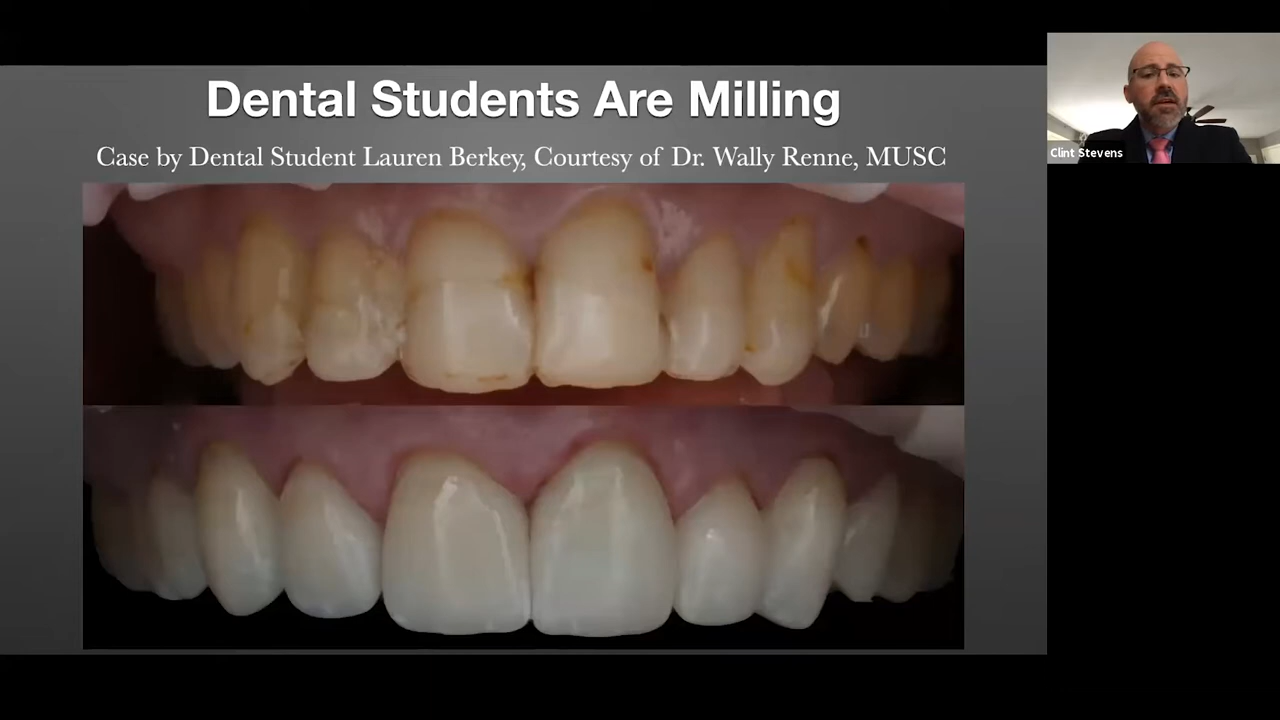 Dental Students Are Milling
Case by Dental Student Lauren Berkey, Courtesy of Dr. Wally Renne, MUSC
Clint Stevens